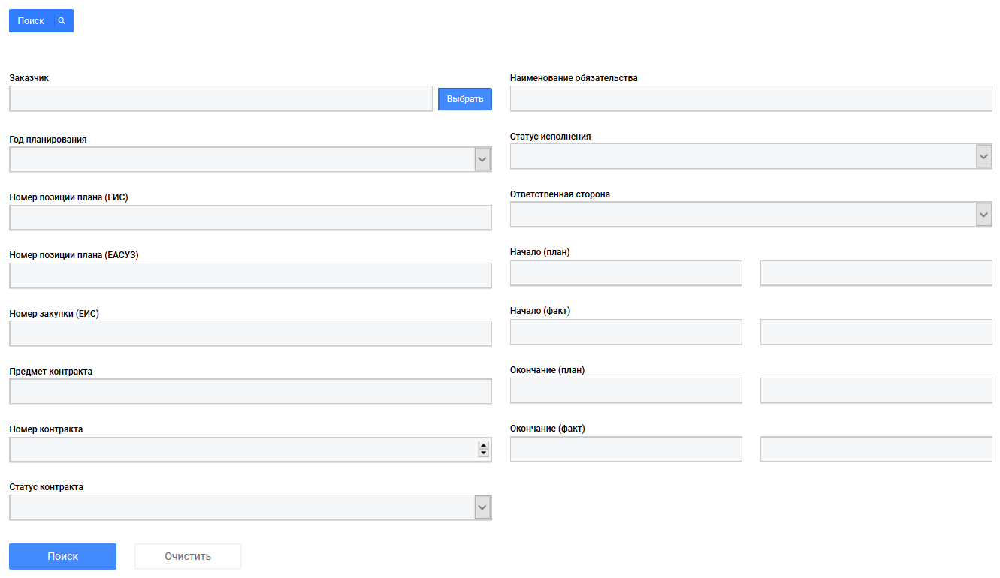 Поиск
Заказчик
Выбрать
Год планирования
Номер позиции плана (ЕИС)
Номер позиции плана (ЕАСУЗ)
Номер закупки (ЕИС)
Предмет контракта
Номер контракта
Статус контракта
Наименование обязательства
Статус исполнения
Ответственная сторона
Начало (план)
Начало (факт)
Окончание (план)
Окончание (факт)
Поиск
Очистить